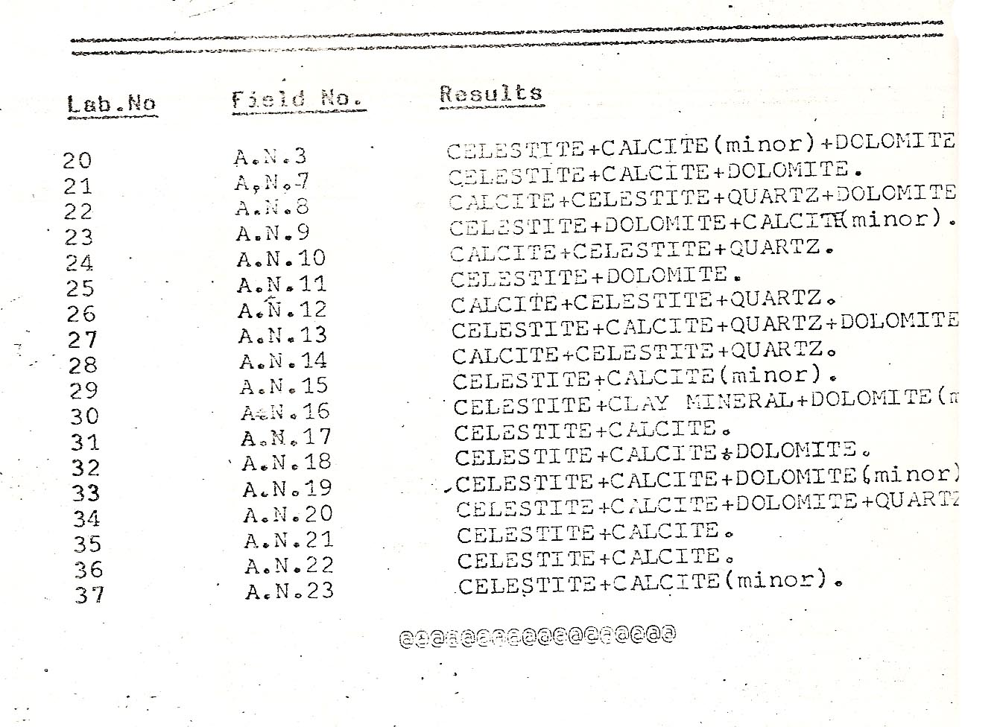 Lab.No Field No. Results
20 A.N.3 CELESTITE+CALCITE(minor)+DOLOMITE
21 A.N.7 CELESTITE+CALCITE+DOLOMITE.
22 A.N.8 CALCITE+CELESTITE+QUARTZ+DOLOMITE
23 A.N.9 CELESTITE+DOLOMITE+CALCITE(minor).
24 A.N.10 CALCITE+CELESTITE+QUARTZ.
25 A.N.11 CELESTITE+DOLOMITE.
26 A.N.12 CALCITE+CELESTITE+QUARTZ.
27 A.N.13 CELESTITE+CALCITE+QUARTZ+DOLOMITE
28 A.N.14 CALCITE+CELESTITE+QUARTZ.
29 A.N.15 CELESTITE+CALCITE(minor).
30 A.N.16 CELESTITE+CLAY MINERAL+DOLOMITE(
31 A.N.17 CELESTITE+CALCITE.
32 A.N.18 CELESTITE+CALCITE+DOLOMITE.
33 A.N.19 CELESTITE+CALCITE+DOLOMITE(minor)
34 A.N.20 CELESTITE+CALCITE+DOLOMITE+QUARTZ
35 A.N.21 CELESTITE+CALCITE.
36 A.N.22 CELESTITE+CALCITE.
37 A.N.23 CELESTITE+CALCITE(minor).
@@@@@@@@@@@@@@@@@@